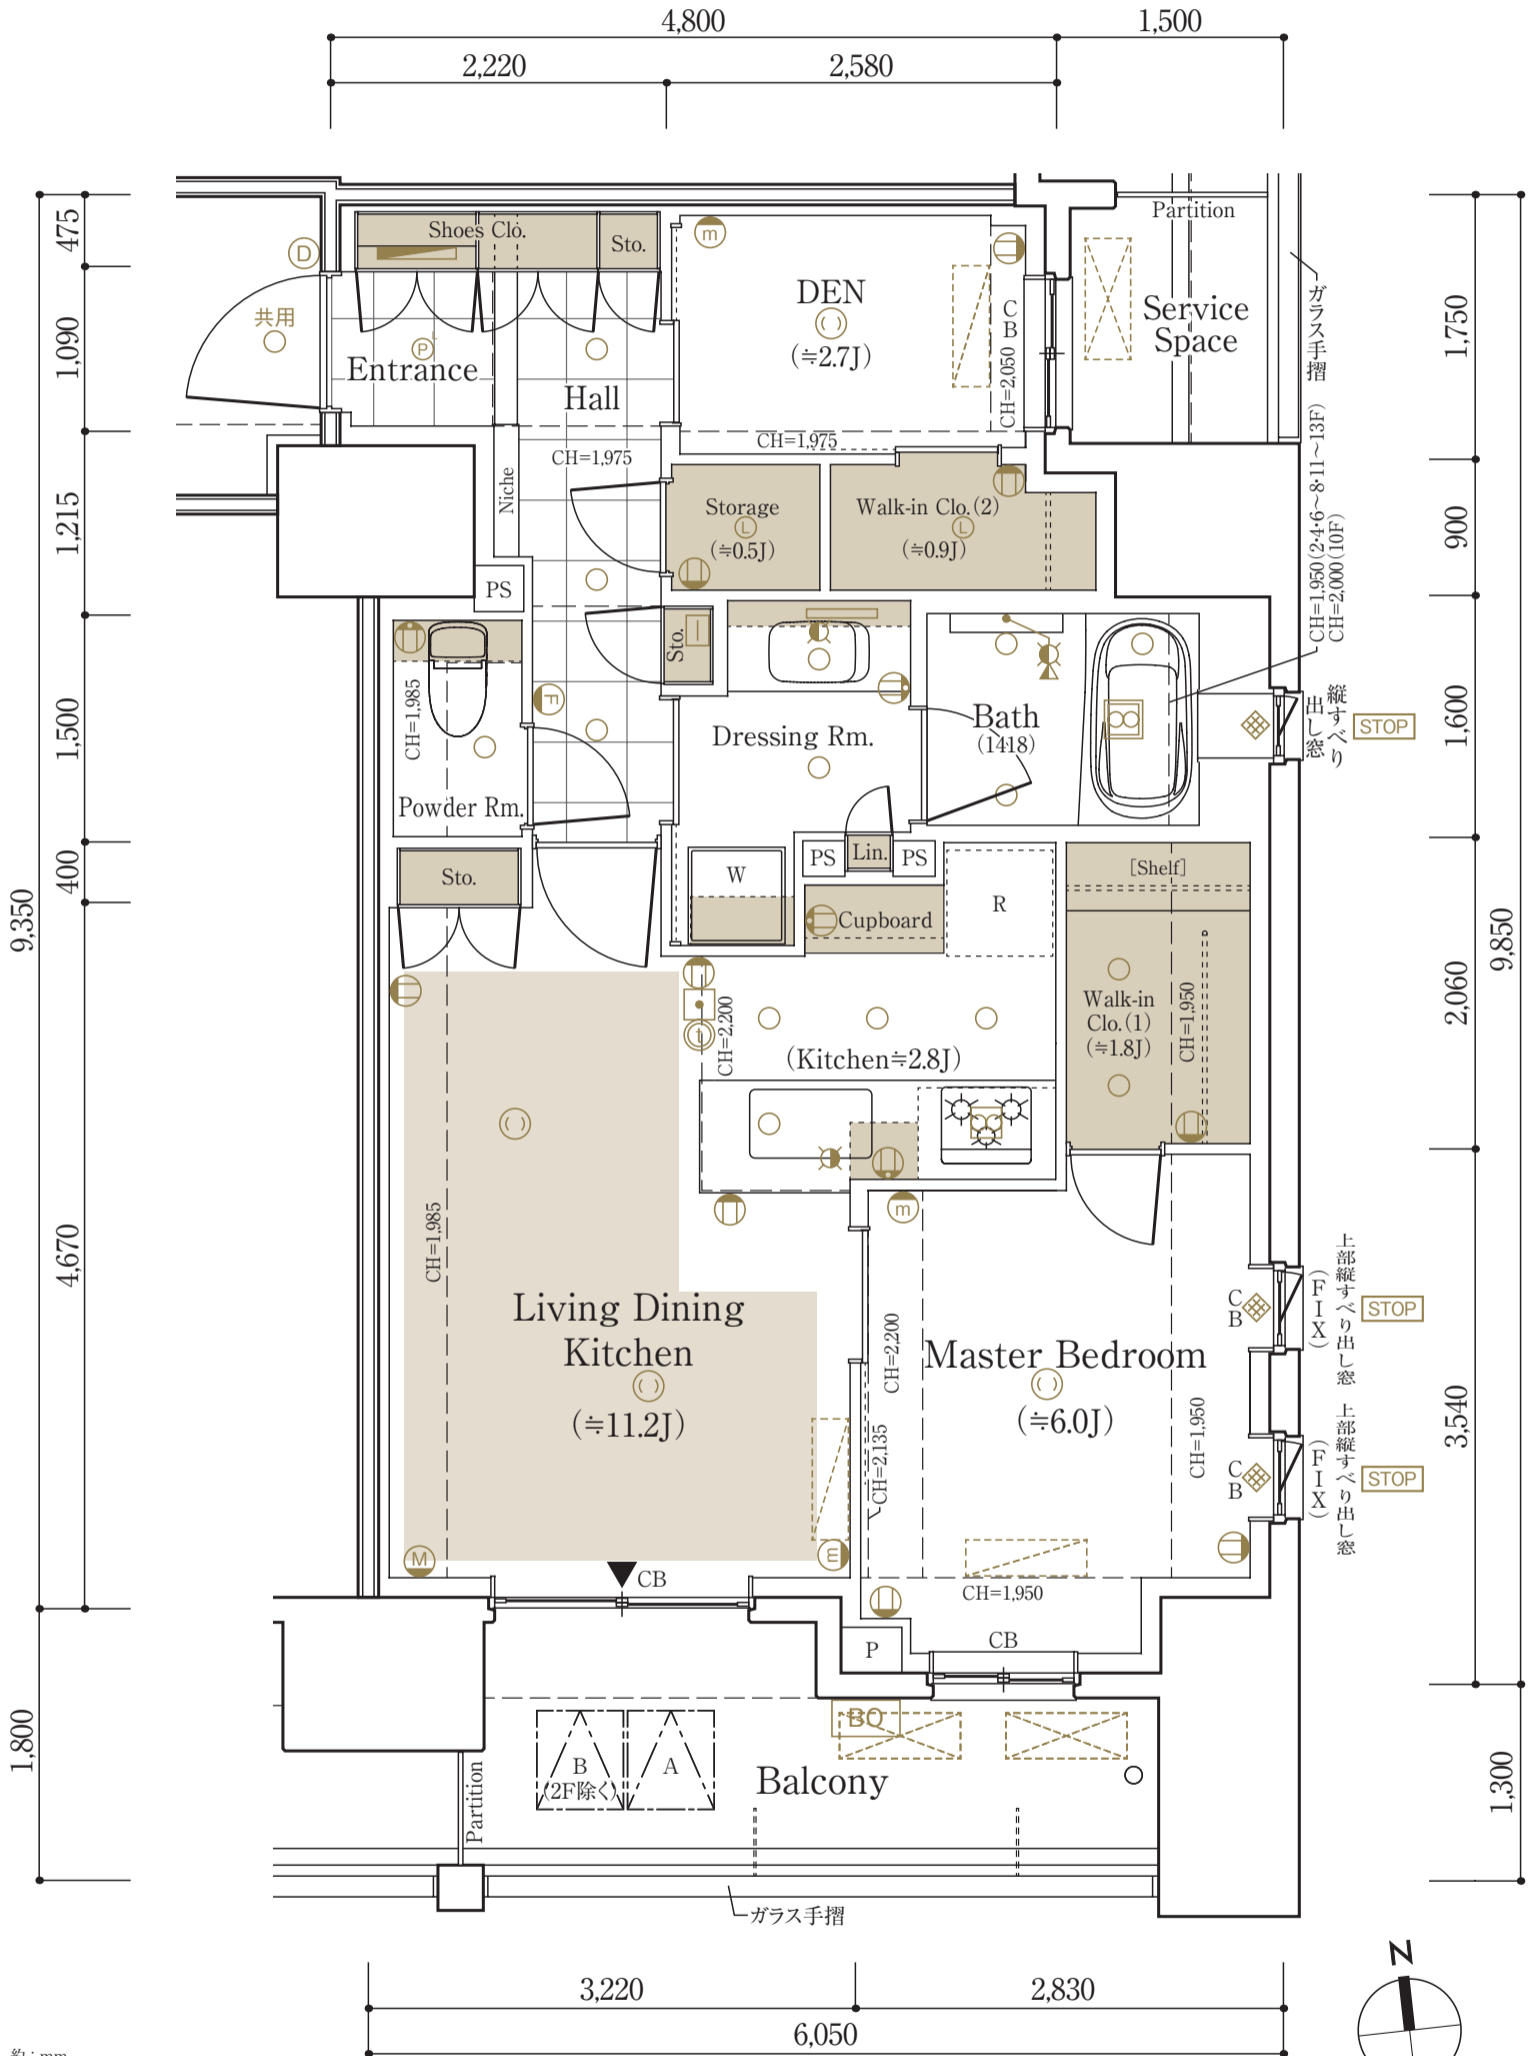 4,800
1,500
2,220
2,580
475
1,090
1,215
1,500
400
4,670
9,350
1,800
1,750
900
1,600
2,060
3,540
9,850
1,300
Shoes Clo.
Sto.
D
共用
P
Entrance
Hall
CH=1,975
Niche
PS
m
DEN
(≒2.7J)
CB
CH=2,050
CH=1,975
Partition
Service
Space
ガラス手摺
Storage
L
(≒0.5J)
Walk-in Clo.(2)
L
(≒0.9J)
CH=1,950(2・4・6~8・11~13F)
CH=2,000(10F)
Sto.
F
CH=1,985
Powder Rm.
Dressing Rm.
Bath
(1418)
縦すべり
出し窓
STOP
Sto.
W
PS
Lin.
PS
Cupboard
R
[Shelf]
Walk-in
Clo.(1)
(≒1.8J)
CH=1,950
t
CH=2,200
(Kitchen≒2.8J)
m
CH=1,985
Living Dining
Kitchen
(≒11.2J)
CH=2,200
CH=2,135
Master Bedroom
(≒6.0J)
CH=1,950
CB
上部縦すべり出し窓
(FIX)
STOP
CB
上部縦すべり出し窓
(FIX)
STOP
M
m
CB
CH=1,950
P
CB
BO
B
(2F除く)
A
Balcony
Partition
ガラス手摺
3,220
2,830
6,050
N
約:mm